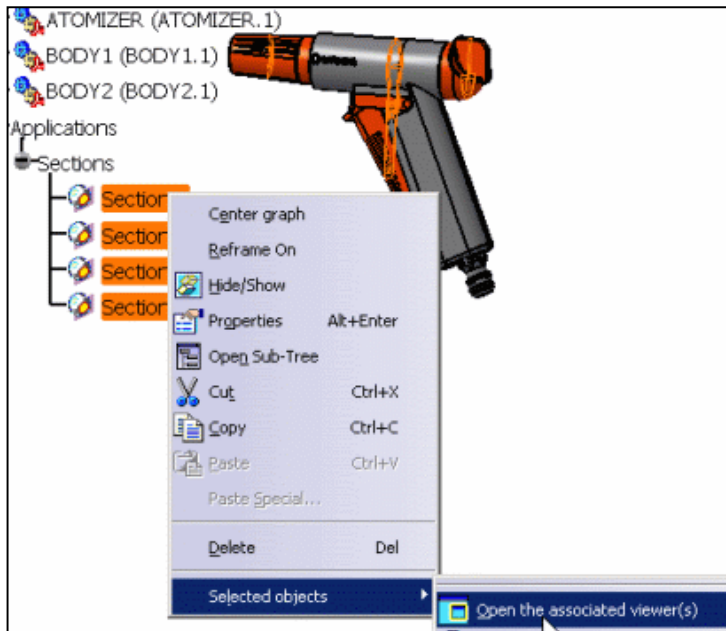 ATOMIZER (ATOMIZER.1)
BODY1 (BODY1.1)
BODY2 (BODY2.1)
Applications
Sections
Section
Section
Section
Section
Center graph
Reframe On
Hide/Show
Properties Alt+Enter
Open Sub-Tree
Cut Ctrl+X
Copy Ctrl+C
Paste Ctrl+V
Paste Special...
Delete Del
Selected objects
Open the associated viewer(s)